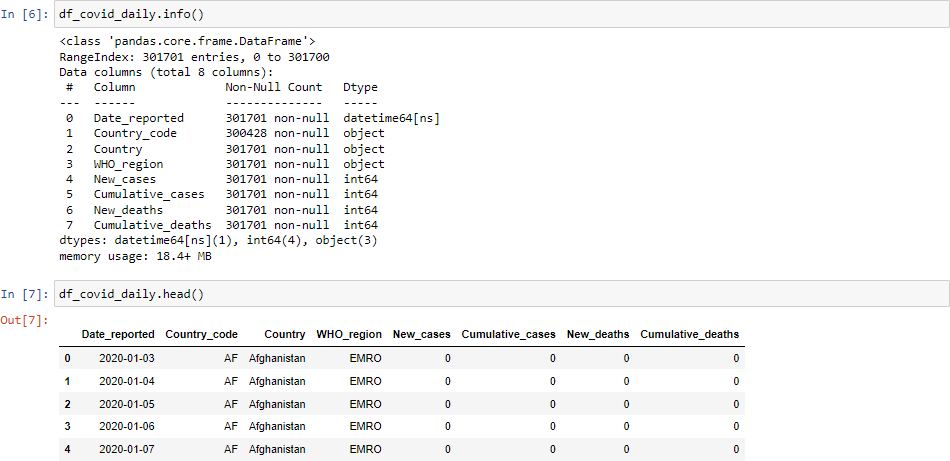 In [6]: df_covid_daily.info()
<class 'pandas.core.frame.DataFrame'>
RangeIndex: 301701 entries, 0 to 301700
Data columns (total 8 columns):
 #   Column             Non-Null Count   Dtype
---  ------             --------------   -----
 0   Date_reported      301701 non-null  datetime64[ns]
 1   Country_code       300428 non-null  object
 2   Country            301701 non-null  object
 3   WHO_region         301701 non-null  object
 4   New_cases          301701 non-null  int64
 5   Cumulative_cases   301701 non-null  int64
 6   New_deaths         301701 non-null  int64
 7   Cumulative_deaths  301701 non-null  int64
dtypes: datetime64[ns](1), int64(4), object(3)
memory usage: 18.4+ MB
In [7]: df_covid_daily.head()
Out[7]:
Date_reported Country_code Country WHO_region New_cases Cumulative_cases New_deaths Cumulative_deaths
0 2020-01-03 AF Afghanistan EMRO 0 0 0 0
1 2020-01-04 AF Afghanistan EMRO 0 0 0 0
2 2020-01-05 AF Afghanistan EMRO 0 0 0 0
3 2020-01-06 AF Afghanistan EMRO 0 0 0 0
4 2020-01-07 AF Afghanistan EMRO 0 0 0 0